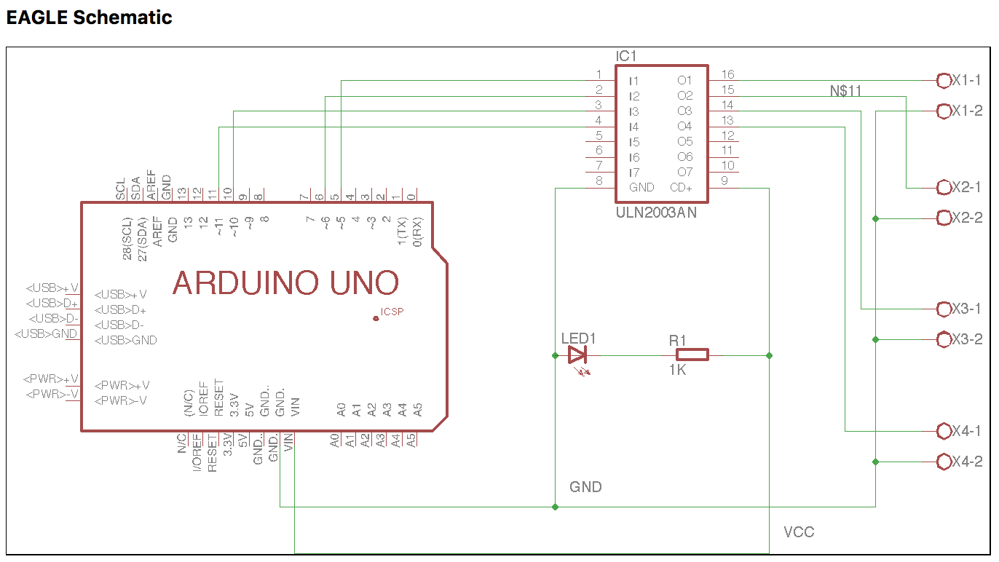 EAGLE Schematic
IC1
1 I1 O1 16
2 I2 O2 15
3 I3 O3 14
4 I4 O4 13
5 I5 O5 12
6 I6 O6 11
7 I7 O7 10
8 GND CD+ 9
ULN2003AN
N$11
X1-1
X1-2
X2-1
X2-2
X3-1
X3-2
X4-1
X4-2
SCL SDA AREF GND 13 12 11 10 9 8 7 6 5 4 3 2 1 0
28(SCL) 27(SDA) AREF GND 13 12 ~11 ~10 ~9 8 7 ~6 ~5 4 ~3 2 1(TX) 0(RX)
ARDUINO UNO
ICSP
<USB>+V <USB>+V
<USB>D+ <USB>D+
<USB>D- <USB>D-
<USB>GND <USB>GND
<PWR>+V <PWR>+V
<PWR>-V <PWR>-V
(N/C) IOREF RESET 3.3V 5V GND.. GND. VIN A0 A1 A2 A3 A4 A5
N/C I/OREF RESET 3.3V 5V GND.. GND. VIN A0 A1 A2 A3 A4 A5
LED1
R1
1K
GND
VCC